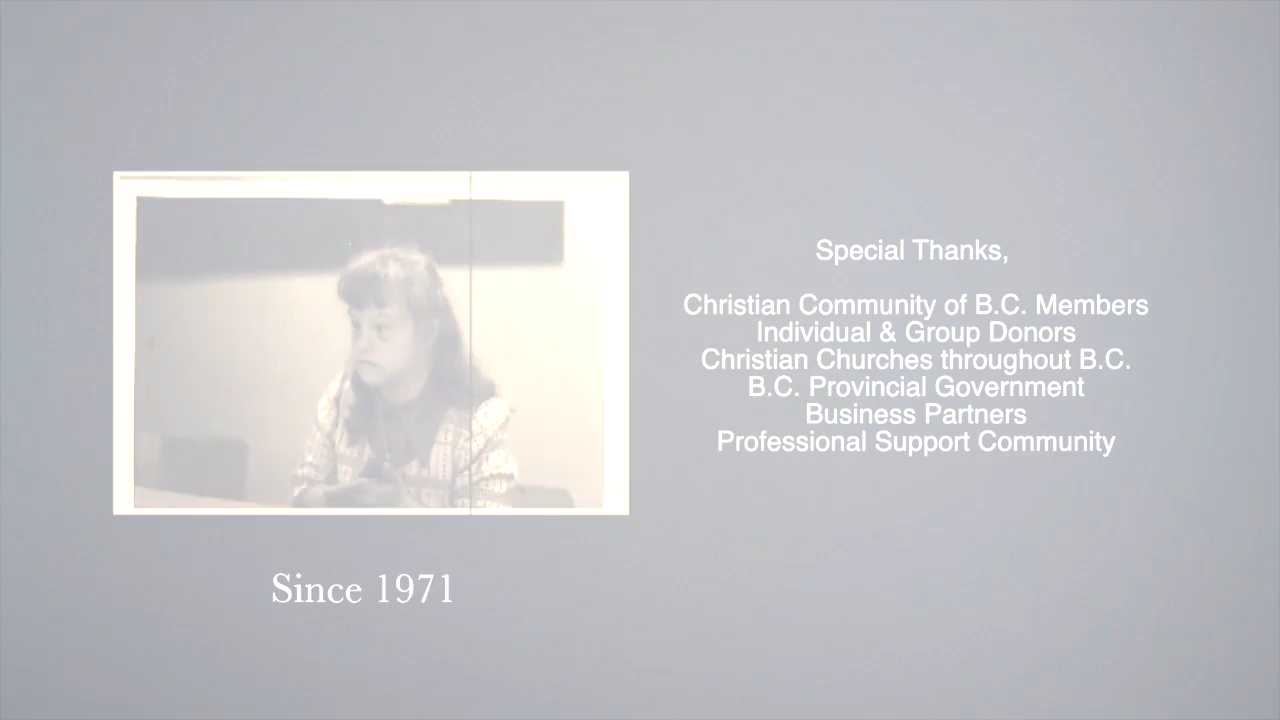 Special Thanks,
Christian Community of B.C. Members
Individual & Group Donors
Christian Churches throughout B.C.
B.C. Provincial Government
Business Partners
Professional Support Community
Since 1971